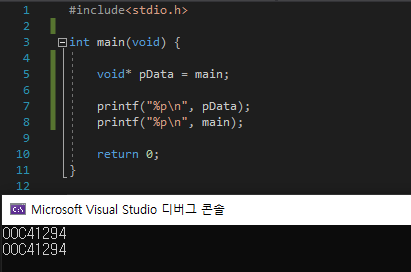 1 #include<stdio.h>
2
3 int main(void) {
4
5 void* pData = main;
6
7 printf("%p\n", pData);
8 printf("%p\n", main);
9
10 return 0;
11 }
12
C:\ Microsoft Visual Studio 디버그 콘솔
00C41294
00C41294